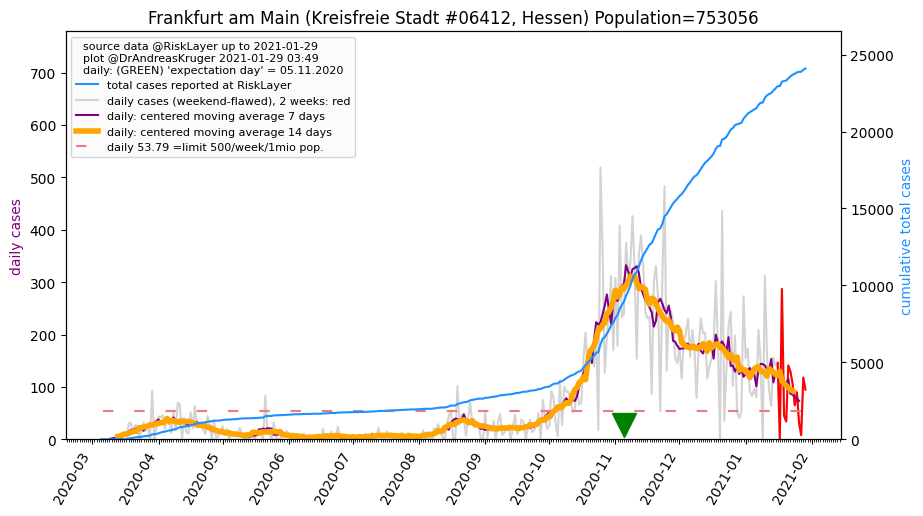 Frankfurt am Main (Kreisfreie Stadt #06412, Hessen) Population=753056
source data @RiskLayer up to 2021-01-29
plot @DrAndreasKruger 2021-01-29 03:49
daily: (GREEN) 'expectation day' = 05.11.2020
total cases reported at RiskLayer
daily cases (weekend-flawed), 2 weeks: red
daily: centered moving average 7 days
daily: centered moving average 14 days
daily 53.79 =limit 500/week/1mio pop.
daily cases
700
600
500
400
300
200
100
0
cumulative total cases
25000
20000
15000
10000
5000
0
2020-03
2020-04
2020-05
2020-06
2020-07
2020-08
2020-09
2020-10
2020-11
2020-12
2021-01
2021-02